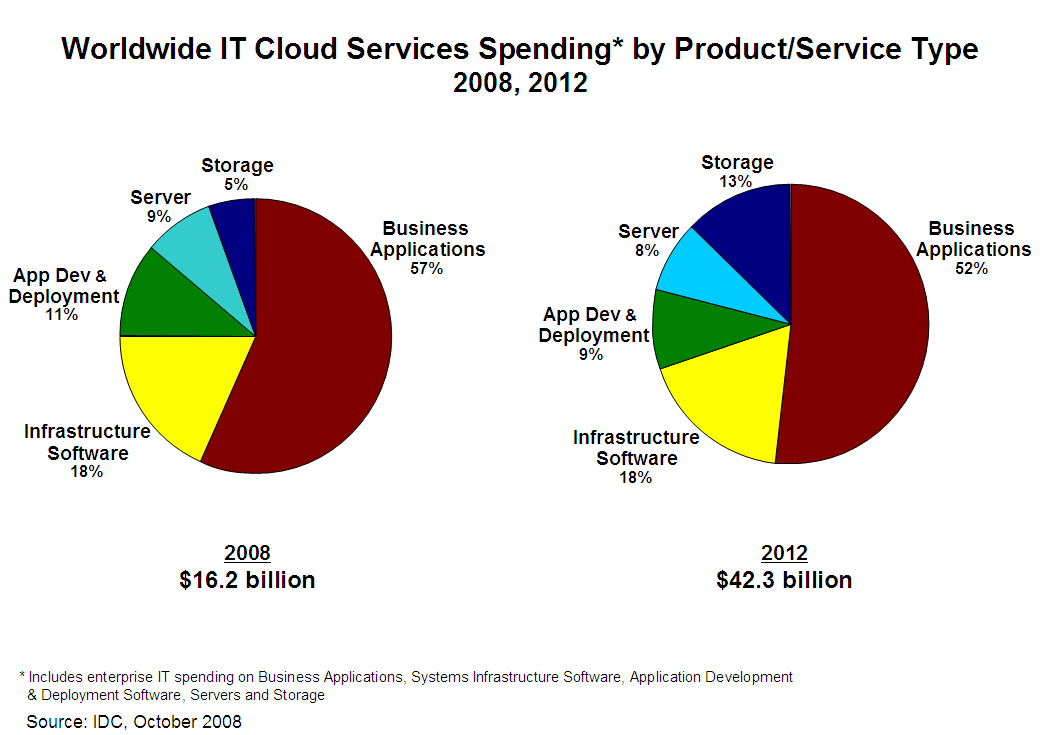 Worldwide IT Cloud Services Spending* by Product/Service Type
2008, 2012
Storage
5%
Server
9%
Business
Applications
57%
App Dev &
Deployment
11%
Infrastructure
Software
18%
2008
$16.2 billion
Storage
13%
Server
8%
Business
Applications
52%
App Dev &
Deployment
9%
Infrastructure
Software
18%
2012
$42.3 billion
* Includes enterprise IT spending on Business Applications, Systems Infrastructure Software, Application Development
& Deployment Software, Servers and Storage
Source: IDC, October 2008